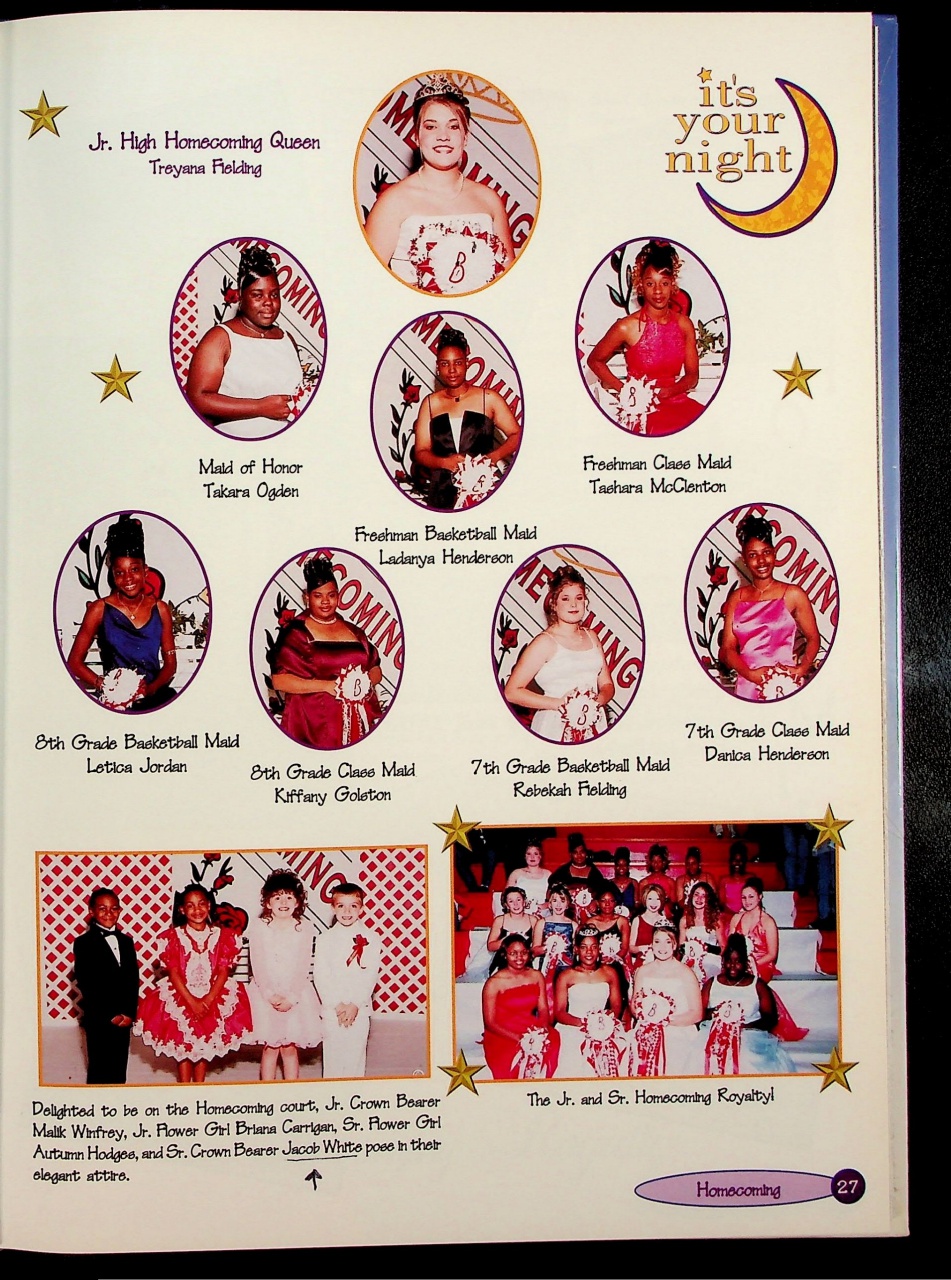 it's
your
night
Jr. High Homecoming Queen
Treyana Fielding
Maid of Honor
Takara Ogden
Freshman Class Maid
Tashara McClenton
Freshman Basketball Maid
Ladanya Henderson
8th Grade Basketball Maid
Letica Jordan
8th Grade Class Maid
Kiffany Golston
7th Grade Basketball Maid
Rebekah Fielding
7th Grade Class Maid
Danica Henderson
Delighted to be on the Homecoming court, Jr. Crown Bearer
Malik Winfrey, Jr. Flower Girl Briana Carrigan, Sr. Flower Girl
Autumn Hodges, and Sr. Crown Bearer Jacob White pose in their
elegant attire.
The Jr. and Sr. Homecoming Royalty!
Homecoming 27